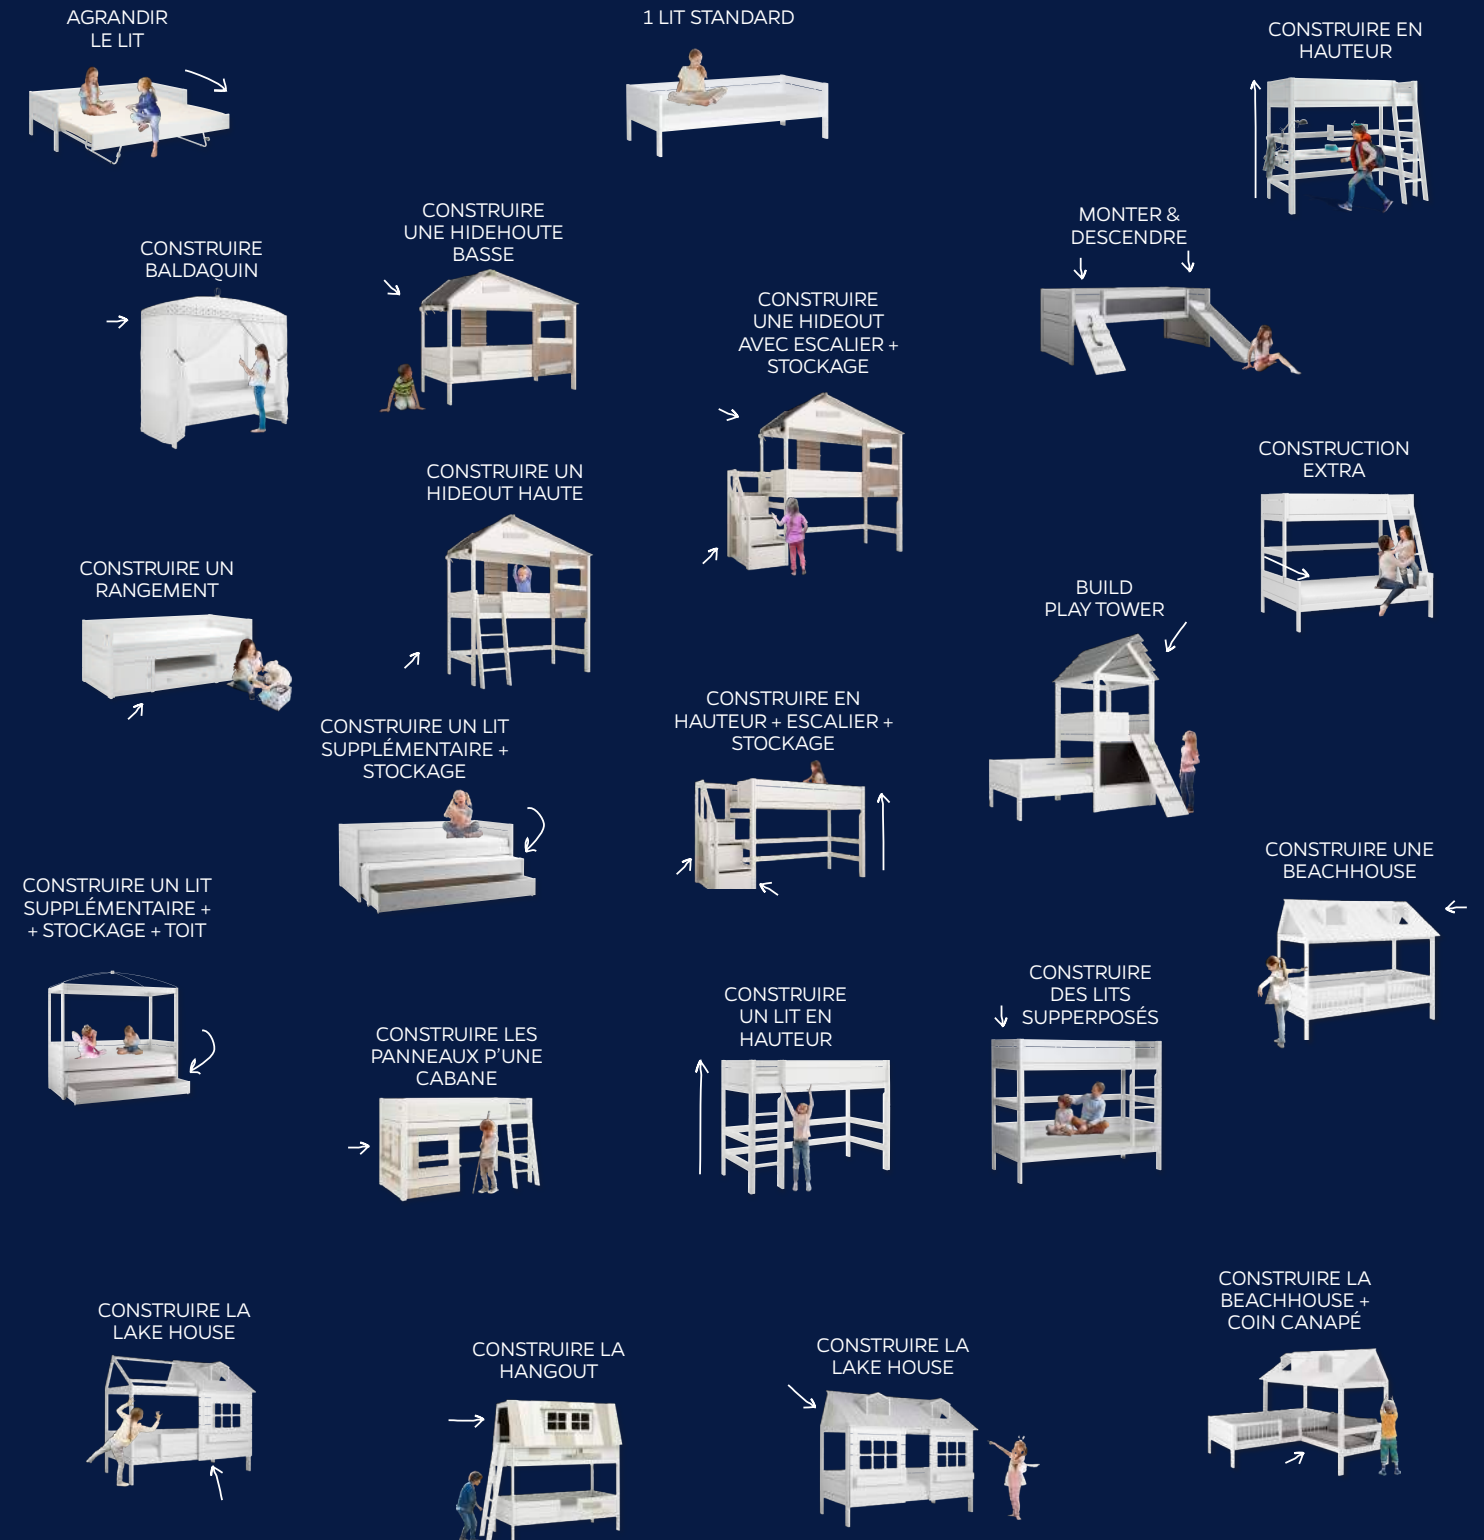 AGRANDIR
LE LIT
1 LIT STANDARD
CONSTRUIRE EN
HAUTEUR
CONSTRUIRE
UNE HIDEHOUTE
BASSE
MONTER &
DESCENDRE
CONSTRUIRE
BALDAQUIN
CONSTRUIRE
UNE HIDEOUT
AVEC ESCALIER +
STOCKAGE
CONSTRUCTION
EXTRA
CONSTRUIRE UN
HIDEOUT HAUTE
CONSTRUIRE UN
RANGEMENT
BUILD
PLAY TOWER
CONSTRUIRE EN
HAUTEUR + ESCALIER +
STOCKAGE
CONSTRUIRE UN LIT
SUPPLÉMENTAIRE +
STOCKAGE
CONSTRUIRE UNE
BEACHHOUSE
CONSTRUIRE UN LIT
SUPPLÉMENTAIRE +
+ STOCKAGE + TOIT
CONSTRUIRE
DES LITS
SUPPERPOSÉS
CONSTRUIRE
UN LIT EN
HAUTEUR
CONSTRUIRE LES
PANNEAUX P'UNE
CABANE
CONSTRUIRE LA
BEACHHOUSE +
COIN CANAPÉ
CONSTRUIRE LA
LAKE HOUSE
CONSTRUIRE LA
HANGOUT
CONSTRUIRE LA
LAKE HOUSE